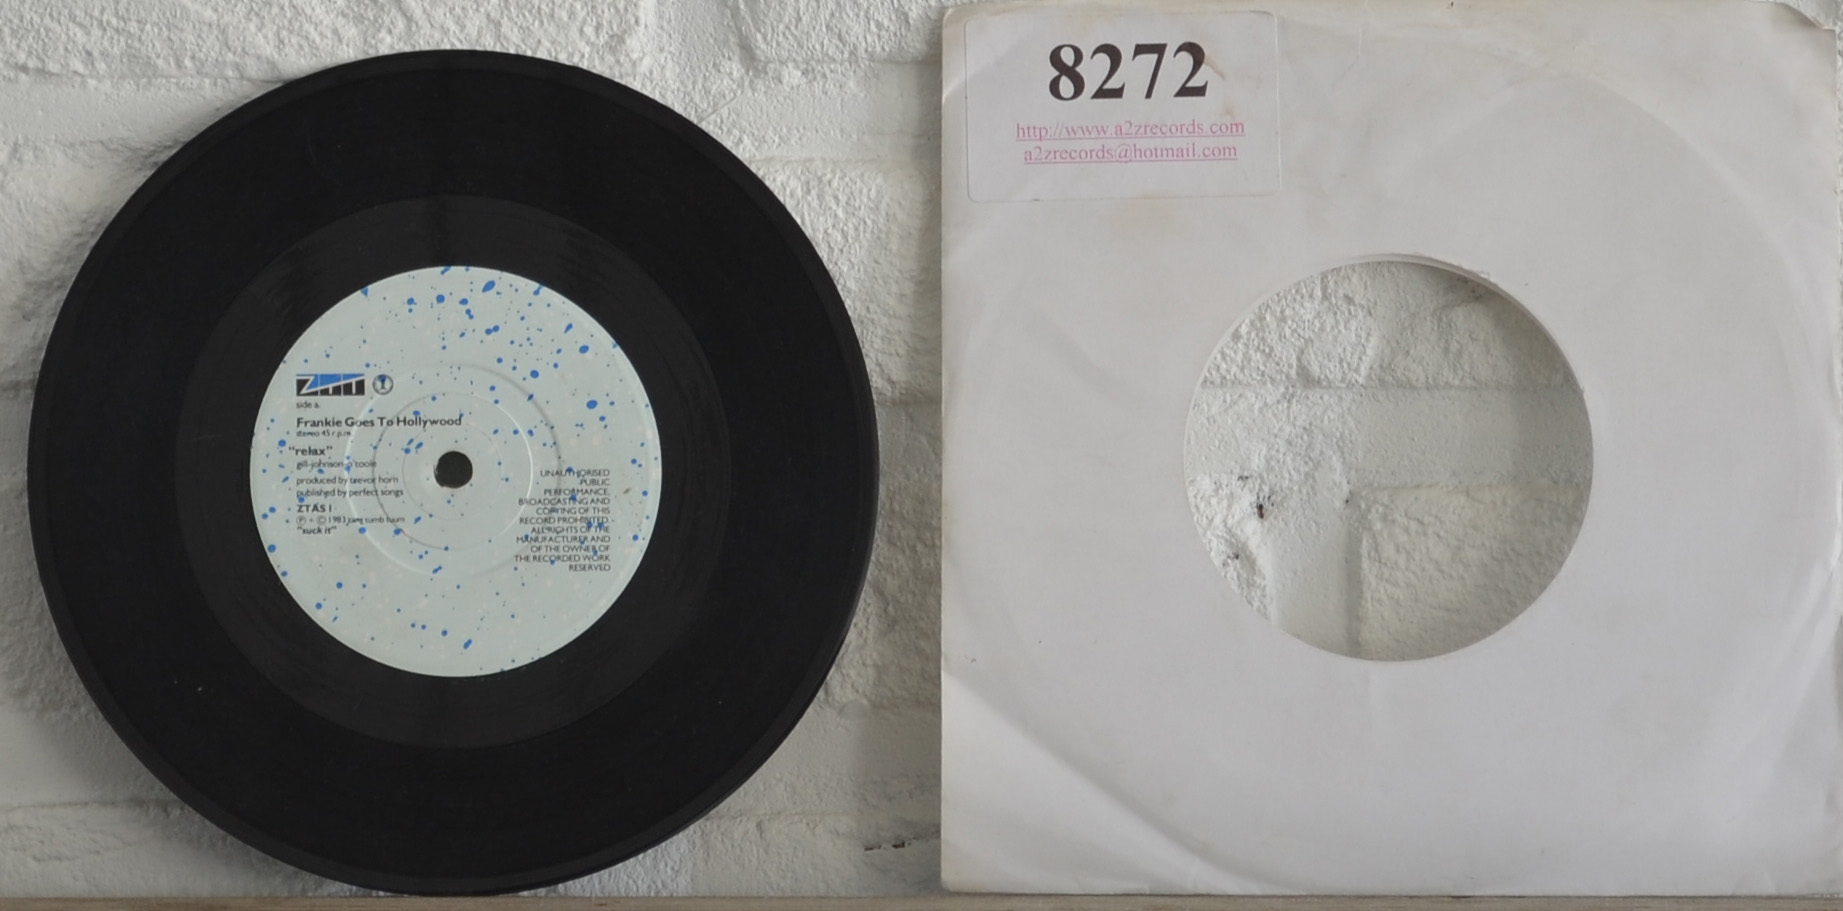 ZTT
side a.
Frankie Goes To Hollywood
stereo 45 r.p.m
"relax"
gill-johnson-o'toole
produced by trevor horn
published by perfect songs
ZTAS 1
Ⓟ + © 1983 zang tumb tuum
"suck it"
UNAUTHORISED
PUBLIC
PERFORMANCE,
BROADCASTING AND
COPYING OF THIS
RECORD PROHIBITED.
ALL RIGHTS OF THE
MANUFACTURER AND
OF THE OWNER OF
THE RECORDED WORK
RESERVED
8272
http://www.a2zrecords.com
a2zrecords@hotmail.com